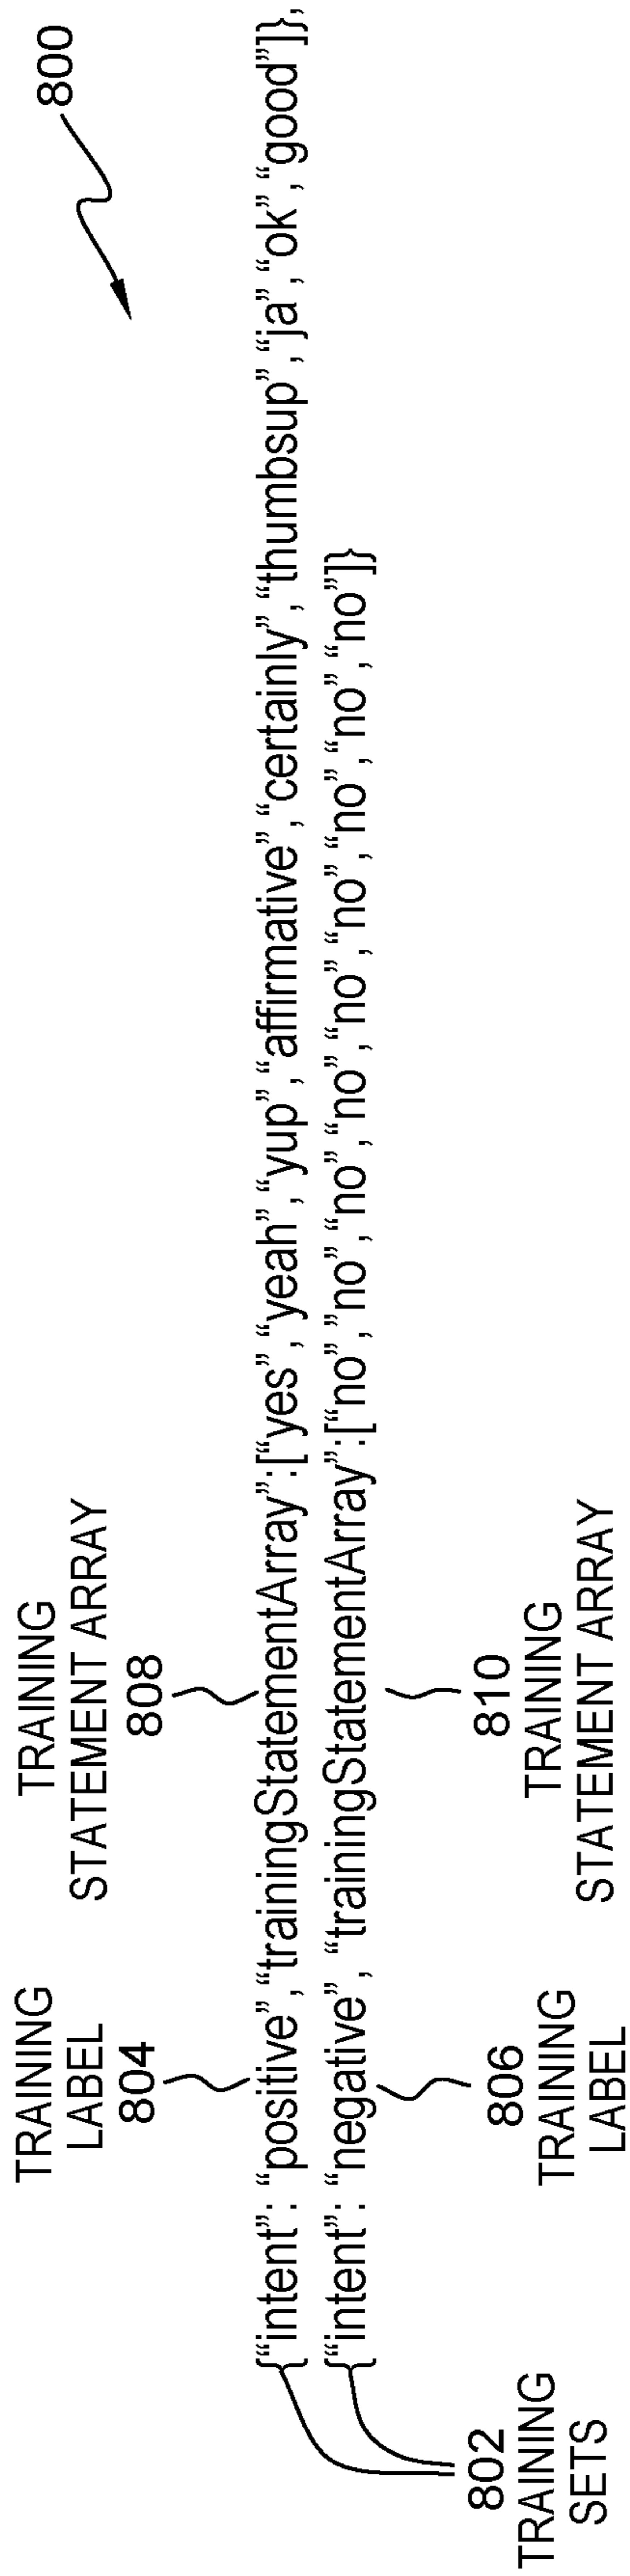 800
TRAINING
STATEMENT ARRAY
808
TRAINING
LABEL
804
{“intent”: “positive”,“trainingStatementArray”:[“yes”,“yeah”,“yup”,“affirmative”,“certainly”,“thumbsup”,“ja”,“ok”,“good”]},
{“intent”: “negative”, “trainingStatementArray”:[“no”,”no”,“no”,“no”,“no”,“no”,“no”,“no”,“no”]}
802
TRAINING
SETS
806
TRAINING
LABEL
810
TRAINING
STATEMENT ARRAY